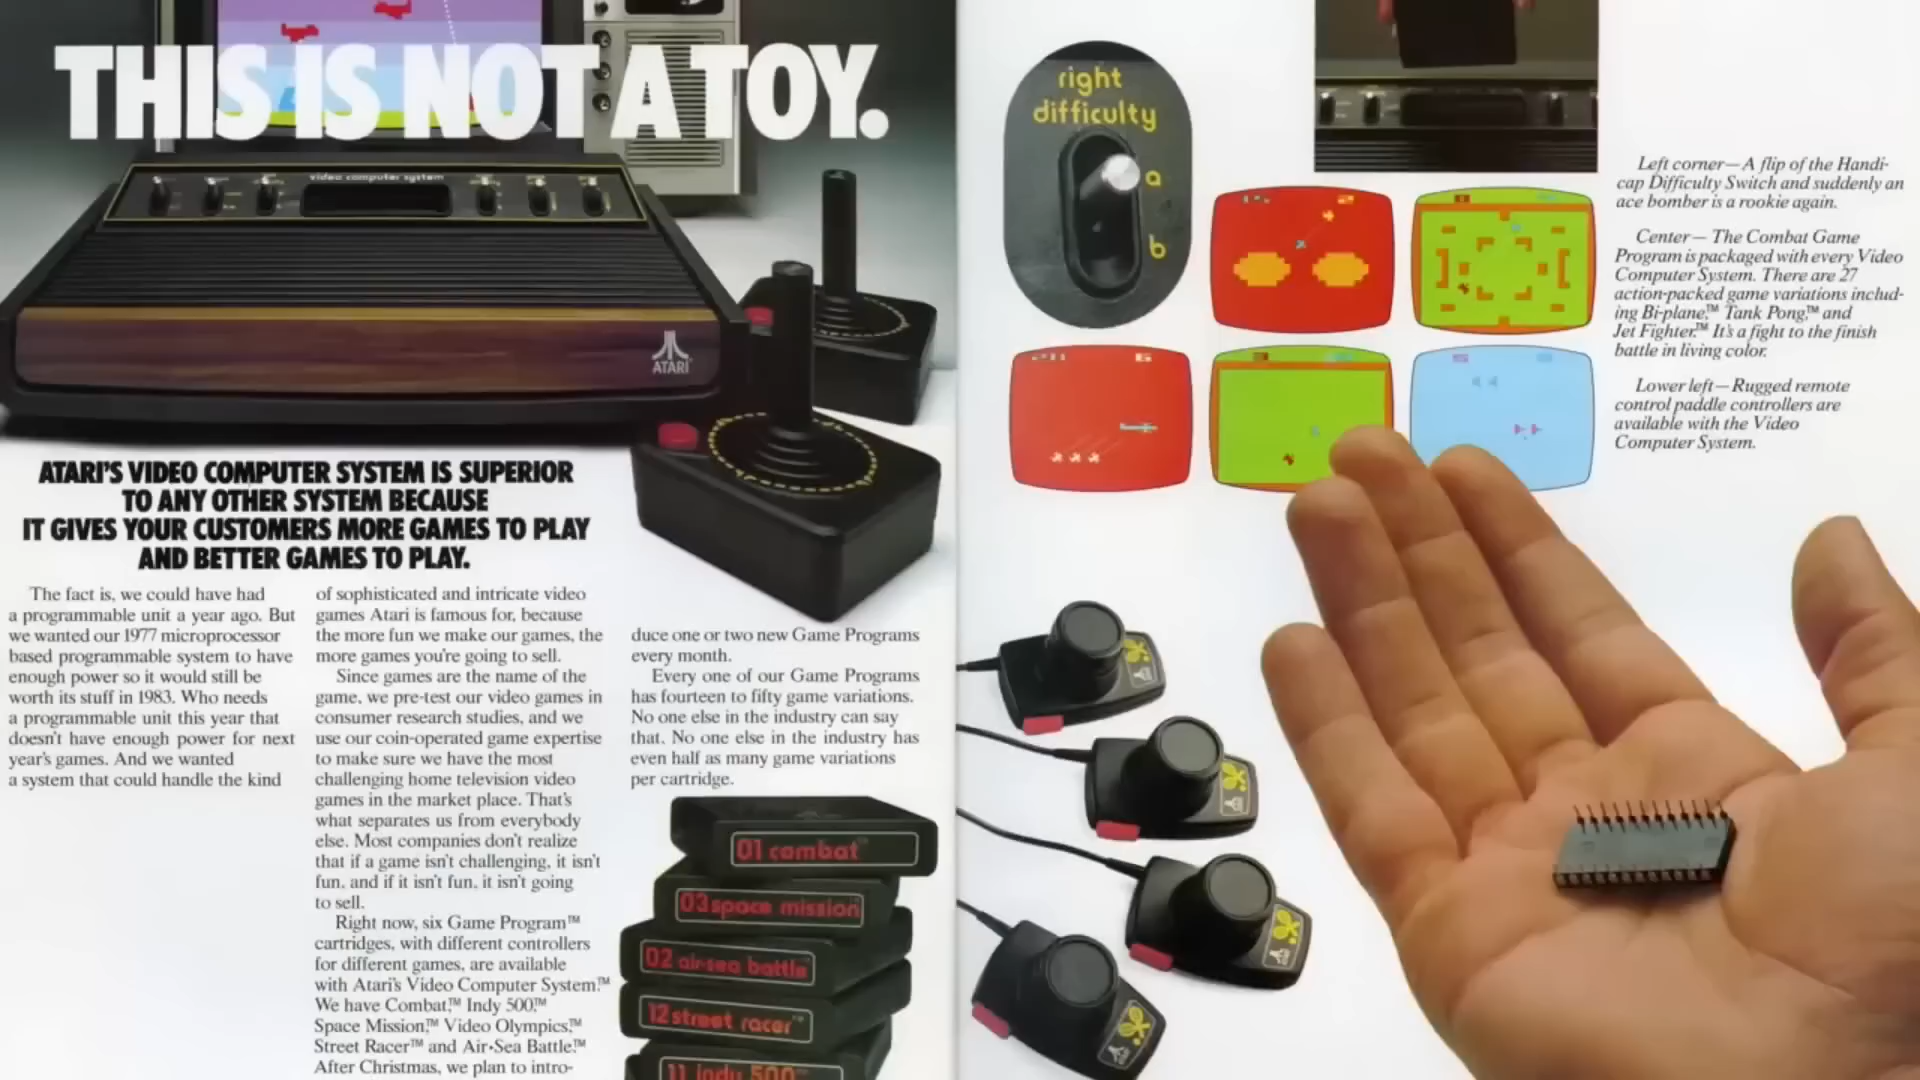 THIS IS NOT A TOY.
video computer system
ATARI
ATARI'S VIDEO COMPUTER SYSTEM IS SUPERIOR
TO ANY OTHER SYSTEM BECAUSE
IT GIVES YOUR CUSTOMERS MORE GAMES TO PLAY
AND BETTER GAMES TO PLAY.
The fact is, we could have had
a programmable unit a year ago. But
we wanted our 1977 microprocessor
based programmable system to have
enough power so it would still be
worth its stuff in 1983. Who needs
a programmable unit this year that
doesn't have enough power for next
year's games. And we wanted
a system that could handle the kind
of sophisticated and intricate video
games Atari is famous for, because
the more fun we make our games, the
more games you're going to sell.
Since games are the name of the
game, we pre-test our video games in
consumer research studies, and we
use our coin-operated game expertise
to make sure we have the most
challenging home television video
games in the market place. That's
what separates us from everybody
else. Most companies don't realize
that if a game isn't challenging, it isn't
fun, and if it isn't fun, it isn't going
to sell.
Right now, six Game Program™
cartridges, with different controllers
for different games, are available
with Atari's Video Computer System.™
We have Combat,™ Indy 500,™
Space Mission,™ Video Olympics,™
Street Racer™ and Air•Sea Battle.™
After Christmas, we plan to intro-
duce one or two new Game Programs
every month.
Every one of our Game Programs
has fourteen to fifty game variations.
No one else in the industry can say
that. No one else in the industry has
even half as many game variations
per cartridge.
01 combat™
03 space mission
02 air-sea battle™
12 street racer™
11 indy 500™
right
difficulty
a
b
Left corner—A flip of the Handi-
cap Difficulty Switch and suddenly an
ace bomber is a rookie again.
Center—The Combat Game
Program is packaged with every Video
Computer System. There are 27
action-packed game variations includ-
ing Bi-plane,™ Tank Pong,™ and
Jet Fighter.™ It's a fight to the finish
battle in living color.
Lower left—Rugged remote
control paddle controllers are
available with the Video
Computer System.